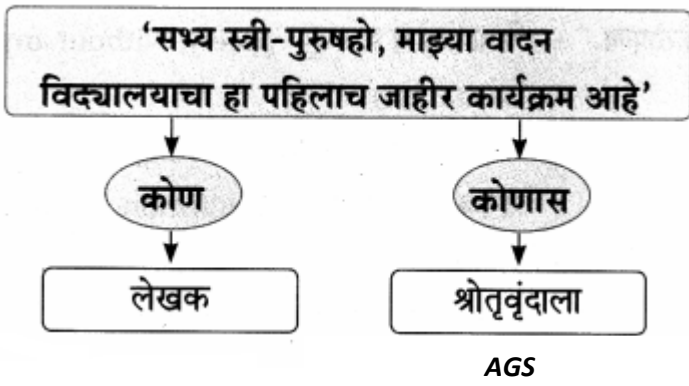 ‘सभ्य स्त्री-पुरुषहो, माझ्या वादन
विद्यालयाचा हा पहिलाच जाहीर कार्यक्रम आहे’
कोण
कोणास
लेखक
श्रोतृवृंदाला
AGS